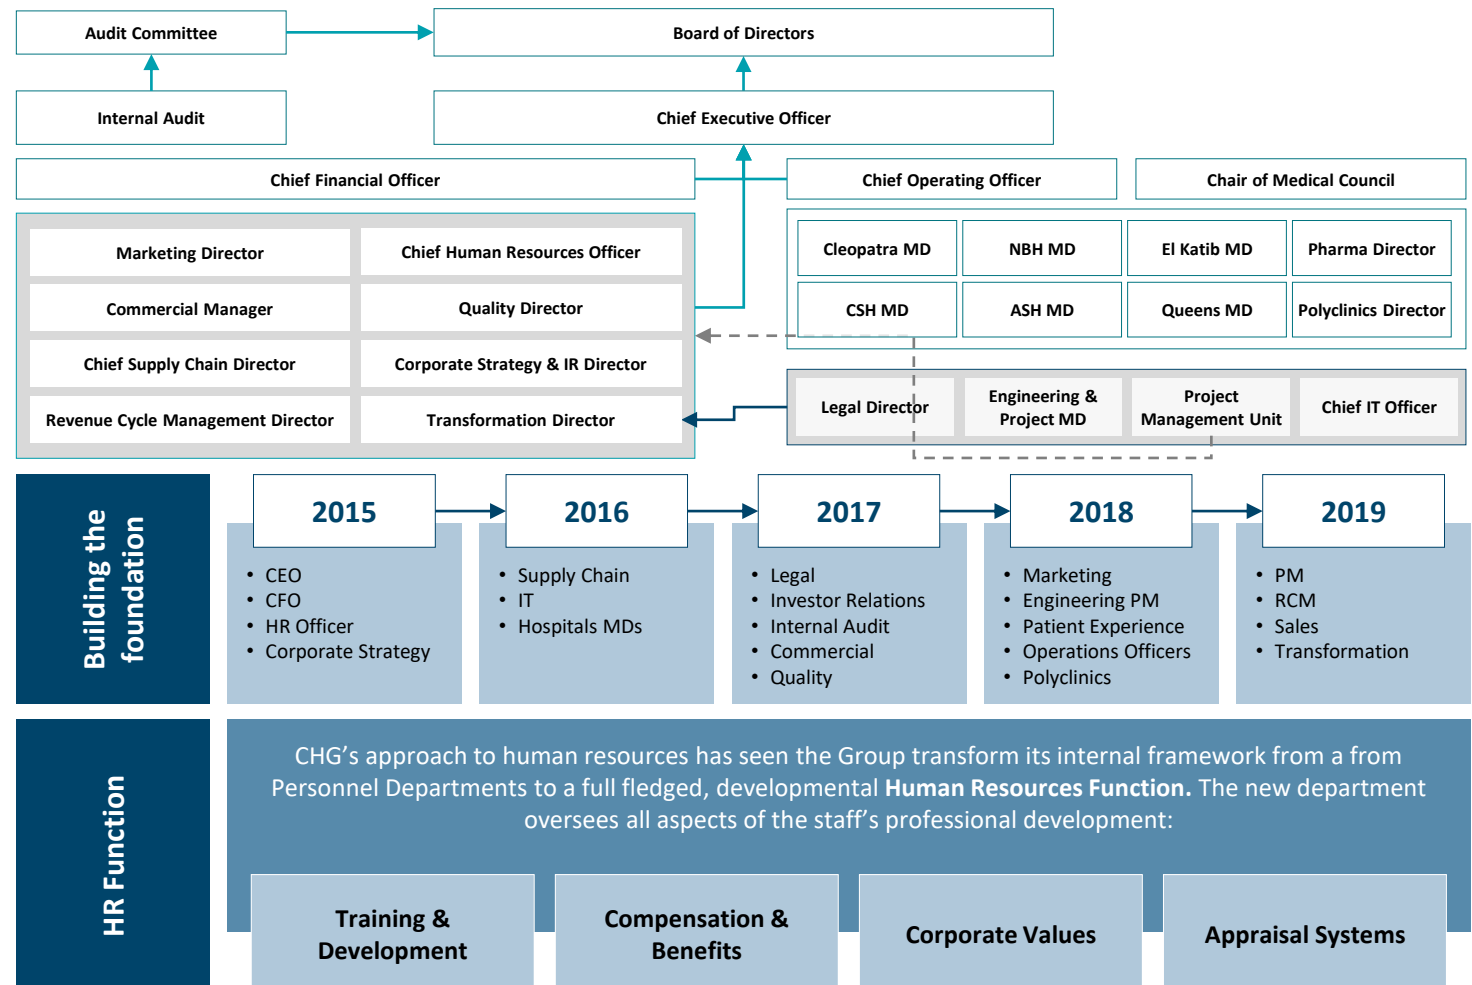 Audit Committee
Board of Directors
Internal Audit
Chief Executive Officer
Chief Financial Officer
Chief Operating Officer
Chair of Medical Council
Marketing Director
Chief Human Resources Officer
Commercial Manager
Quality Director
Chief Supply Chain Director
Corporate Strategy & IR Director
Revenue Cycle Management Director
Transformation Director
Cleopatra MD
NBH MD
El Katib MD
Pharma Director
CSH MD
ASH MD
Queens MD
Polyclinics Director
Legal Director
Engineering &
Project MD
Project
Management Unit
Chief IT Officer
Building the
foundation
2015
• CEO
• CFO
• HR Officer
• Corporate Strategy
2016
• Supply Chain
• IT
• Hospitals MDs
2017
• Legal
• Investor Relations
• Internal Audit
• Commercial
• Quality
2018
• Marketing
• Engineering PM
• Patient Experience
• Operations Officers
• Polyclinics
2019
• PM
• RCM
• Sales
• Transformation
HR Function
CHG’s approach to human resources has seen the Group transform its internal framework from a from
Personnel Departments to a full fledged, developmental Human Resources Function. The new department
oversees all aspects of the staff’s professional development:
Training &
Development
Compensation &
Benefits
Corporate Values
Appraisal Systems